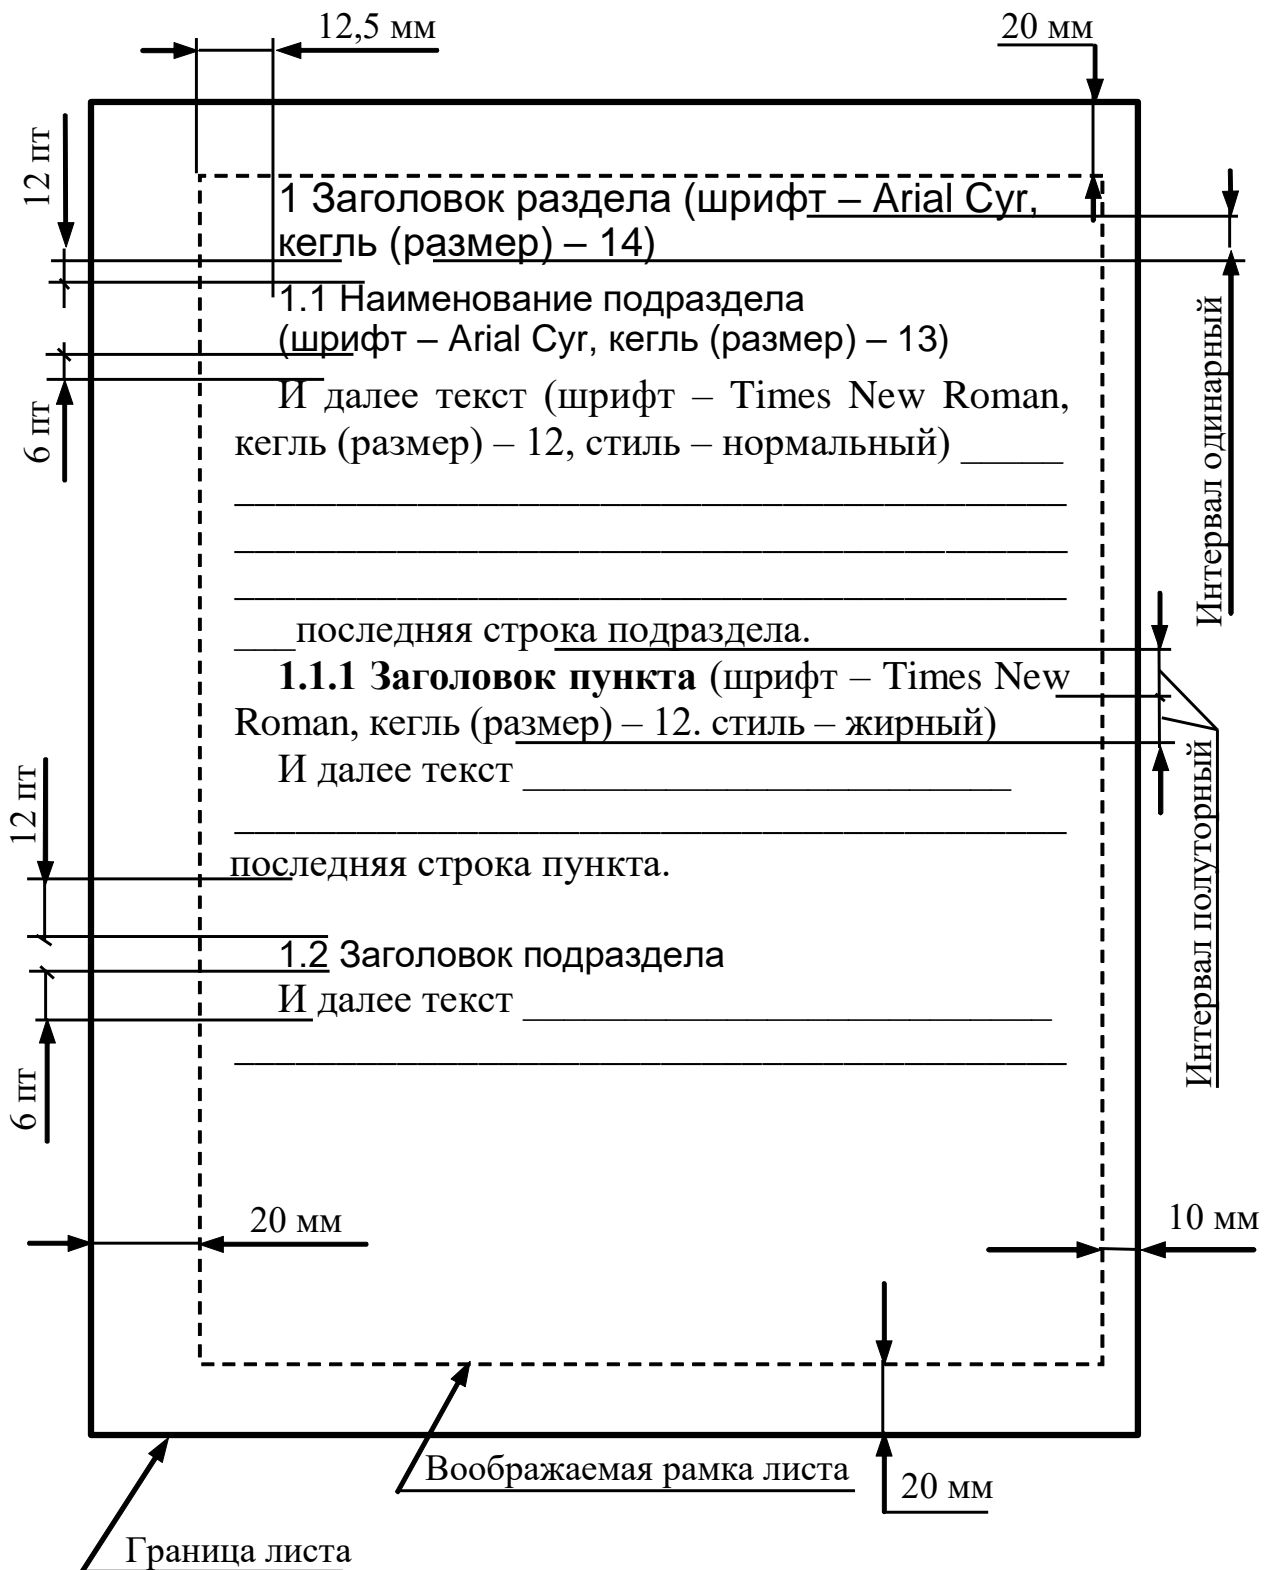 12,5 мм
20 мм
12 пт
1 Заголовок раздела (шрифт – Arial Cyr,
кегль (размер) – 14)
1.1 Наименование подраздела
(шрифт – Arial Cyr, кегль (размер) – 13)
6 пт
И далее текст (шрифт – Times New Roman,
кегль (размер) – 12, стиль – нормальный) _____
Интервал одинарный
последняя строка подраздела.
1.1.1 Заголовок пункта (шрифт – Times New
Roman, кегль (размер) – 12. стиль – жирный)
И далее текст
Интервал полуторный
12 пт
последняя строка пункта.
1.2 Заголовок подраздела
И далее текст
6 пт
20 мм
10 мм
Воображаемая рамка листа
20 мм
Граница листа